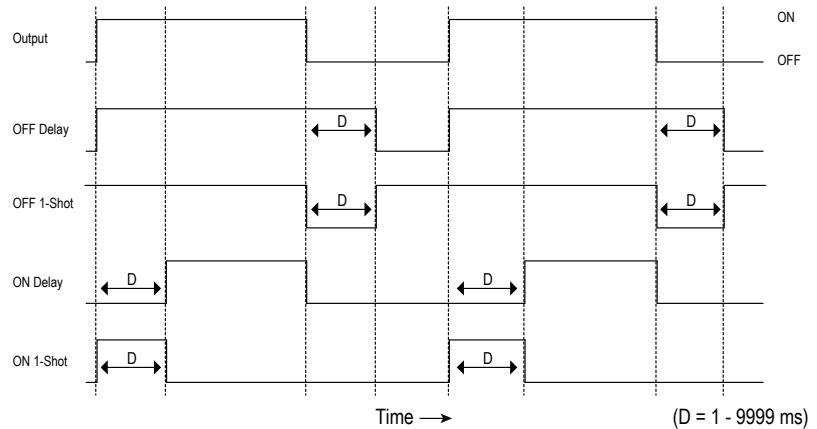 Output
ON
OFF
OFF Delay
D
D
OFF 1-Shot
D
D
ON Delay
D
D
ON 1-Shot
D
D
Time
(D = 1 - 9999 ms)